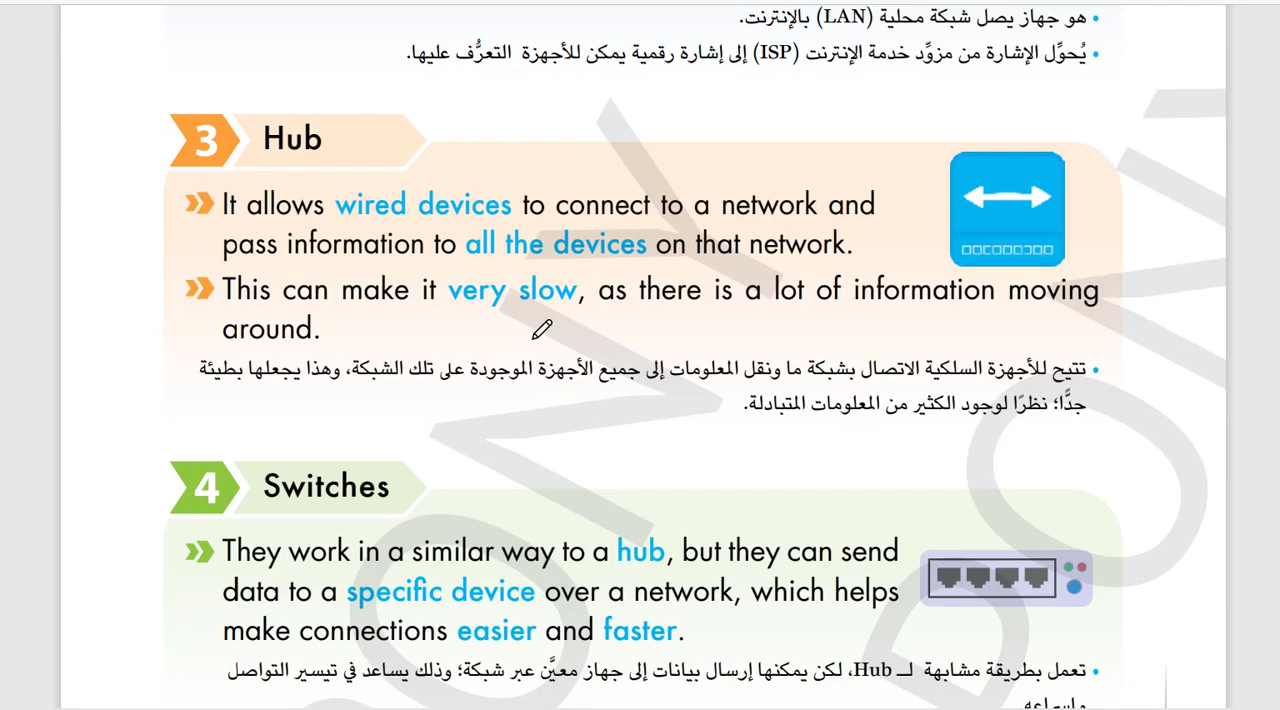 • هو جهاز يصل شبكة محلية (LAN) بالإنترنت.
• يُحوِّل الإشارة من مزوِّد خدمة الإنترنت (ISP) إلى إشارة رقمية يمكن للأجهزة التعرُّف عليها.
3 Hub
It allows wired devices to connect to a network and
pass information to all the devices on that network.
This can make it very slow, as there is a lot of information moving
around.
• تتيح للأجهزة السلكية الاتصال بشبكة ما ونقل المعلومات إلى جميع الأجهزة الموجودة على تلك الشبكة، وهذا يجعلها بطيئة
جدًّا؛ نظرًا لوجود الكثير من المعلومات المتبادلة.
4 Switches
They work in a similar way to a hub, but they can send
data to a specific device over a network, which helps
make connections easier and faster.
• تعمل بطريقة مشابهة لــ Hub، لكن يمكنها إرسال بيانات إلى جهاز معيَّن عبر شبكة؛ وذلك يساعد في تيسير التواصل